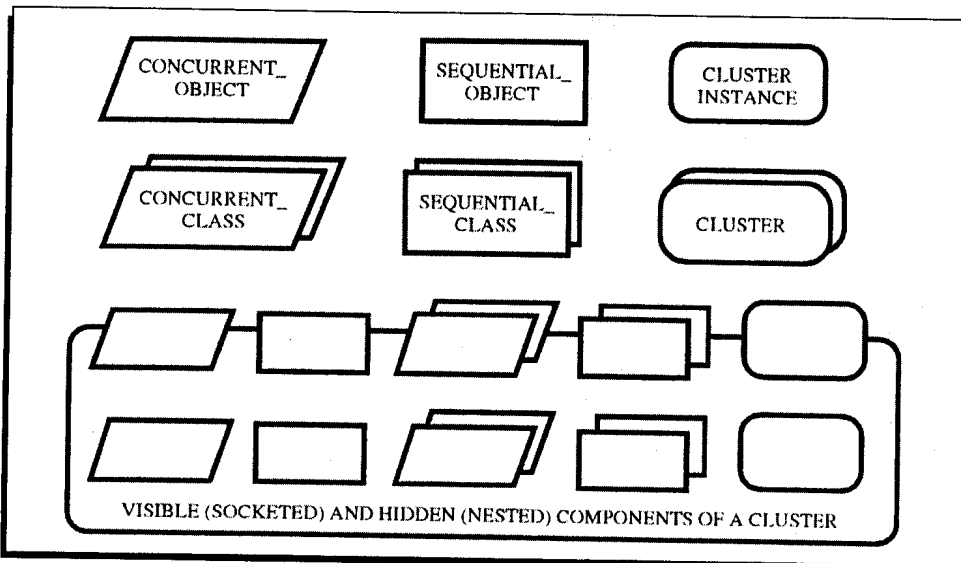 CONCURRENT_
OBJECT
SEQUENTIAL_
OBJECT
CLUSTER
INSTANCE
CONCURRENT_
CLASS
SEQUENTIAL_
CLASS
CLUSTER
VISIBLE (SOCKETED) AND HIDDEN (NESTED) COMPONENTS OF A CLUSTER